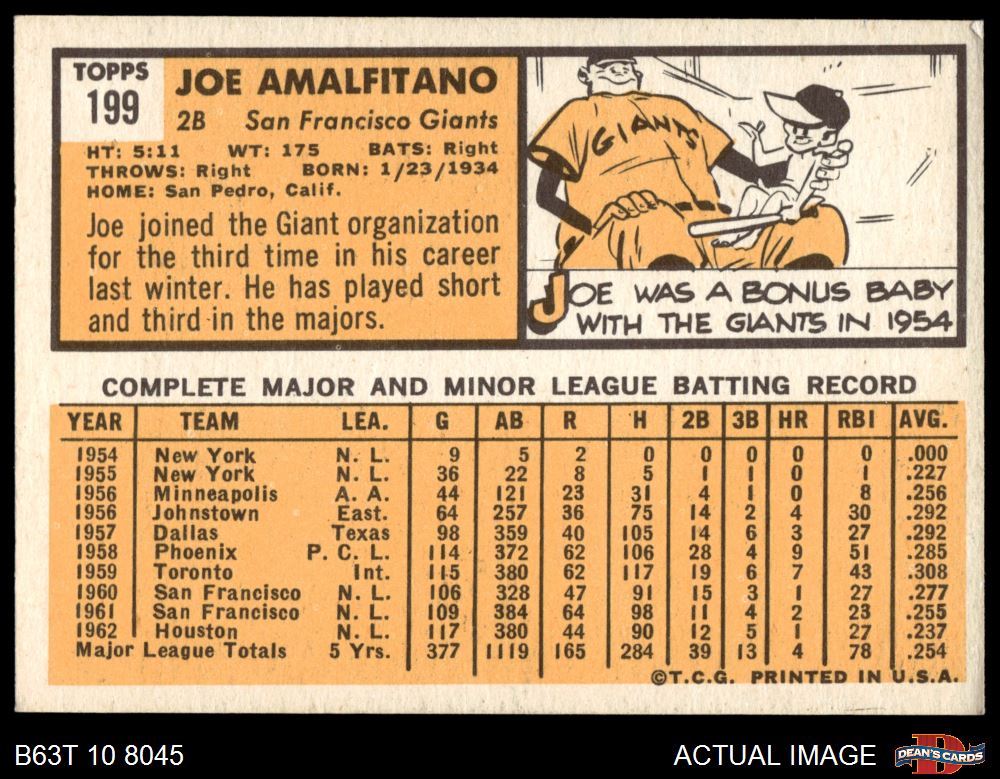 TOPPS
199
JOE AMALFITANO
2B San Francisco Giants
HT: 5:11 WT: 175 BATS: Right
THROWS: Right BORN: 1/23/1934
HOME: San Pedro, Calif.
Joe joined the Giant organization
for the third time in his career
last winter. He has played short
and third in the majors.
GIANTS
JOE WAS A BONUS BABY
WITH THE GIANTS IN 1954
COMPLETE MAJOR AND MINOR LEAGUE BATTING RECORD
YEAR TEAM LEA. G AB R H 2B 3B HR RBI AVG.
1954 New York N. L. 9 5 2 0 0 0 0 0 .000
1955 New York N. L. 36 22 8 5 1 1 0 1 .227
1956 Minneapolis A. A. 44 121 23 31 4 1 0 8 .256
1956 Johnstown East. 64 257 36 75 14 2 4 30 .292
1957 Dallas Texas 98 359 40 105 14 6 3 27 .292
1958 Phoenix P. C. L. 114 372 62 106 28 4 9 51 .285
1959 Toronto Int. 115 380 62 117 19 6 7 43 .308
1960 San Francisco N. L. 106 328 47 91 15 3 1 27 .277
1961 San Francisco N. L. 109 384 64 98 11 4 2 23 .255
1962 Houston N. L. 117 380 44 90 12 5 1 27 .237
Major League Totals 5 Yrs. 377 1119 165 284 39 13 4 78 .254
©T.C.G. PRINTED IN U.S.A.
B63T 10 8045
ACTUAL IMAGE
DEAN'S CARDS